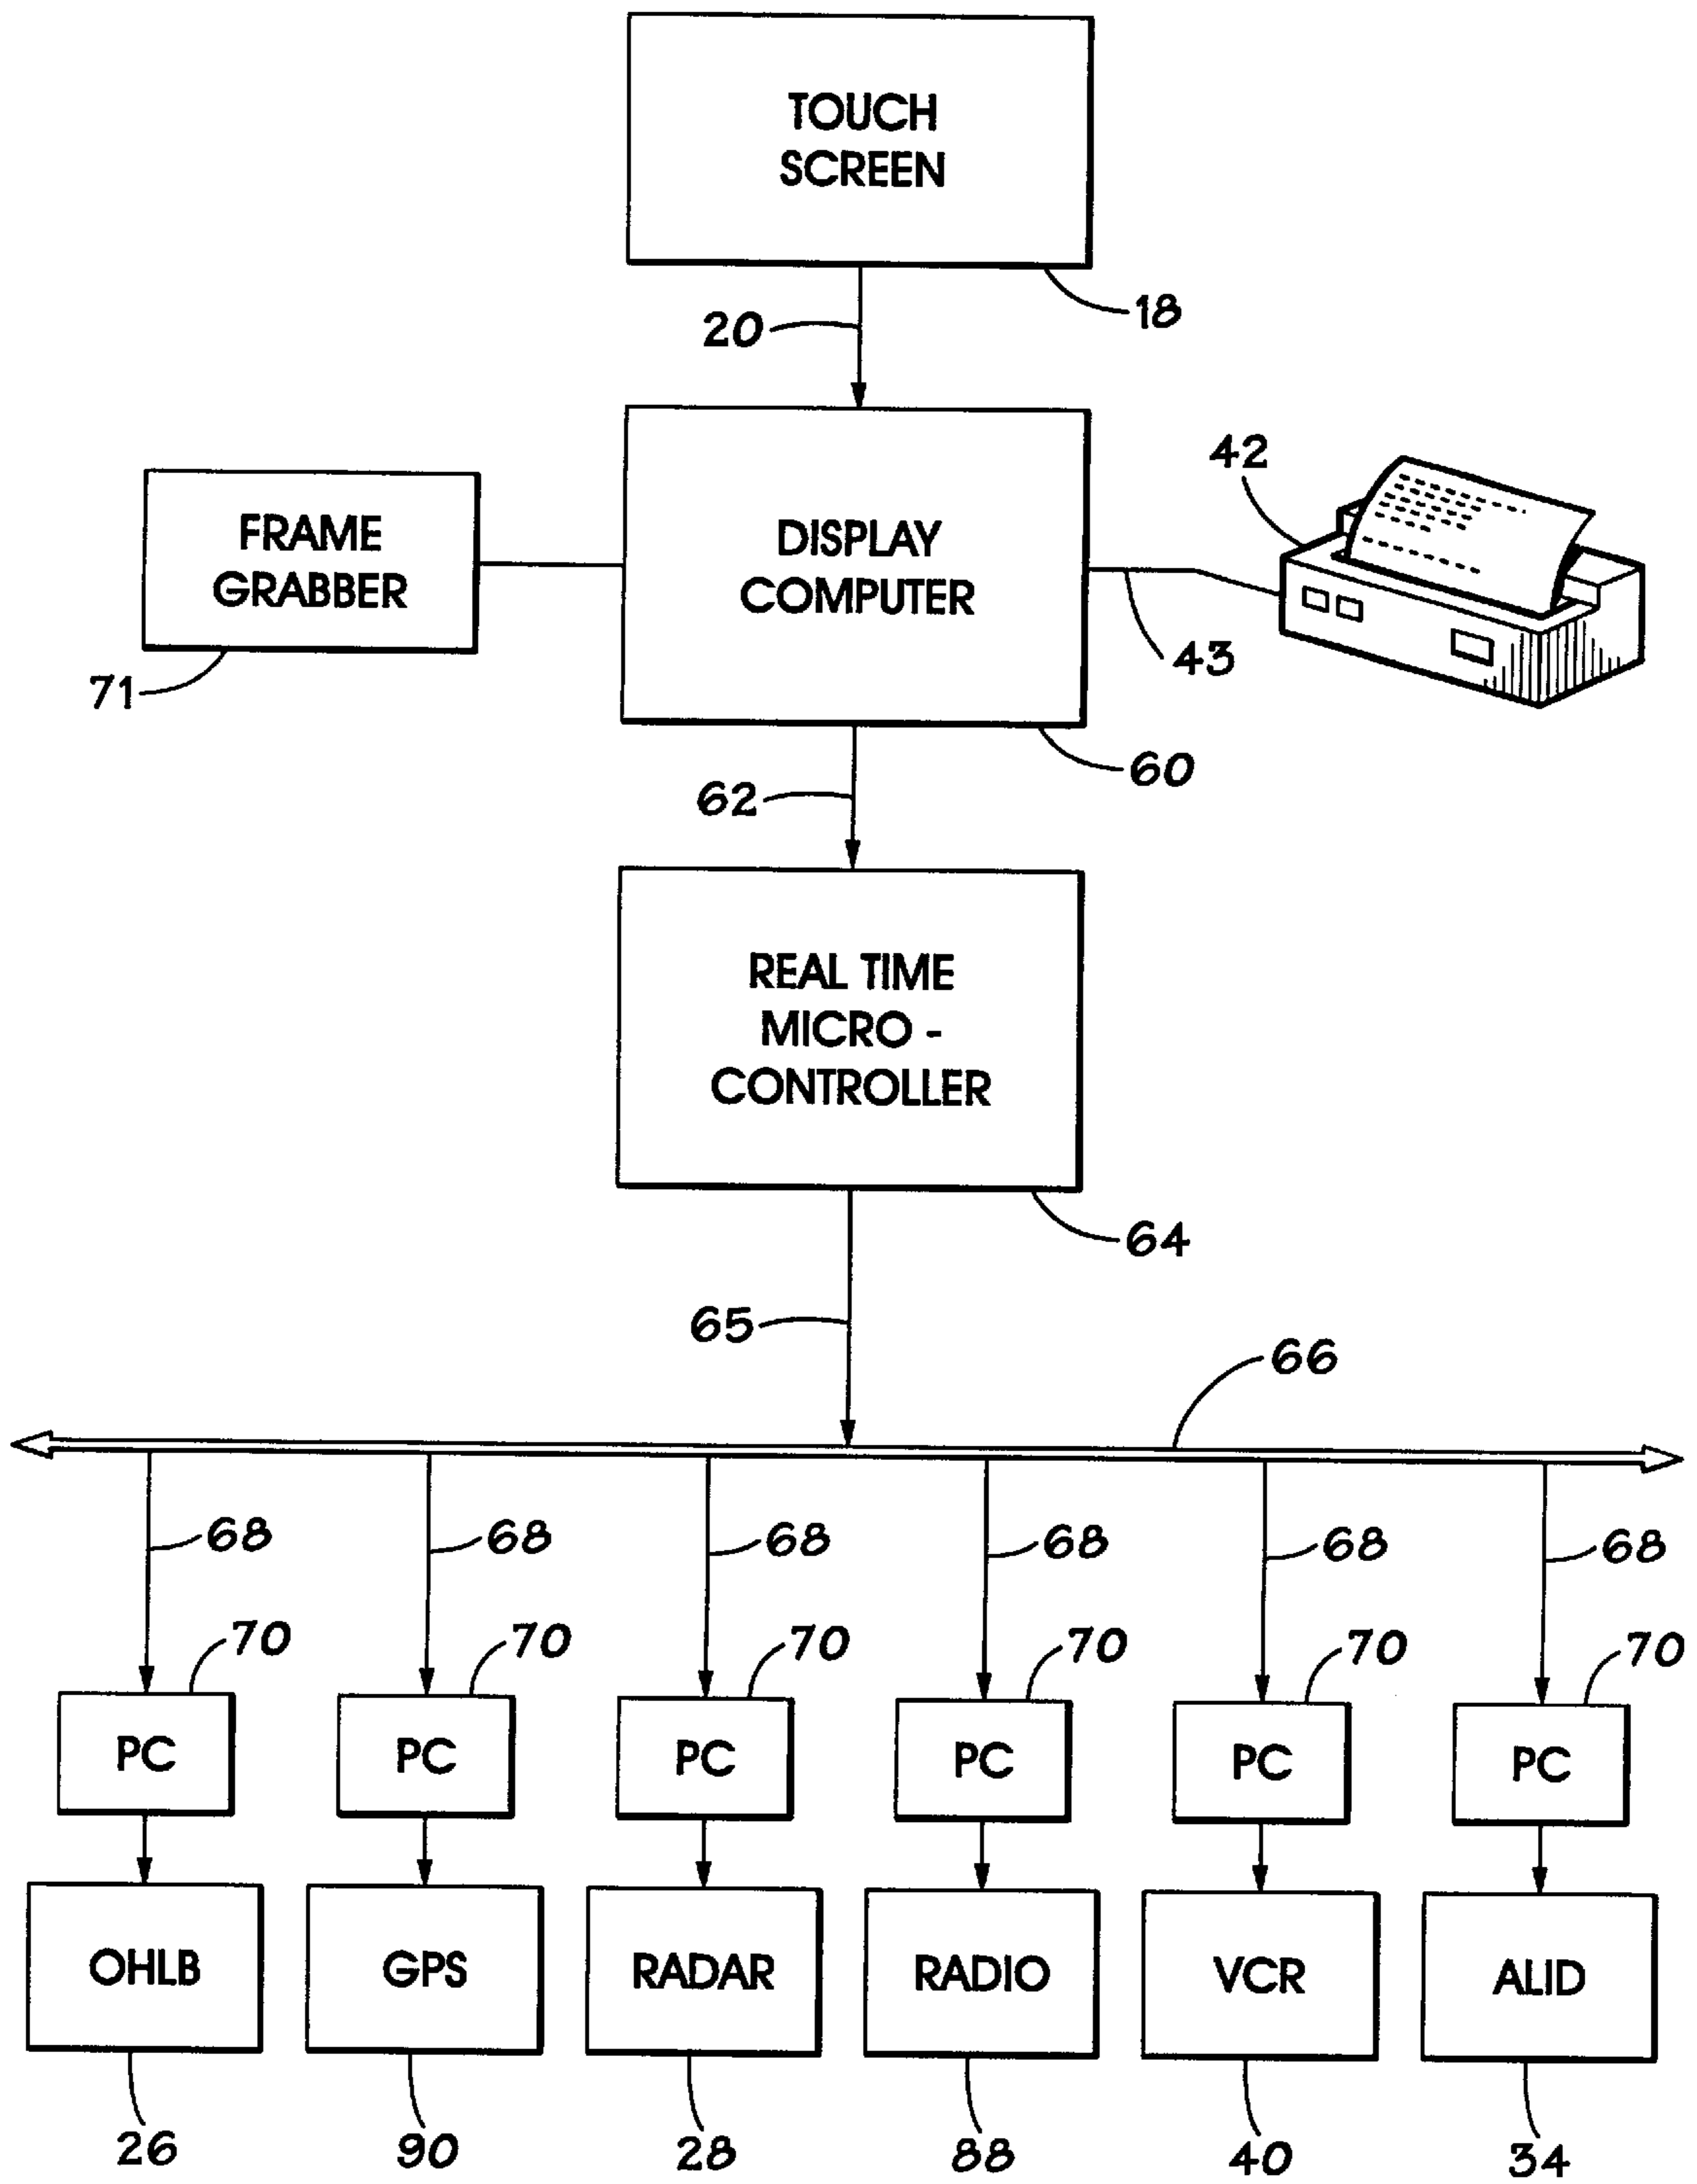 TOUCH
SCREEN
18
20
42
FRAME
GRABBER
DISPLAY
COMPUTER
43
71
60
62
REAL TIME
MICRO -
CONTROLLER
64
65
66
68 68 68 68 68 68
70 70 70 70 70 70
PC PC PC PC PC PC
OHLB GPS RADAR RADIO VCR ALID
26 90 28 88 40 34